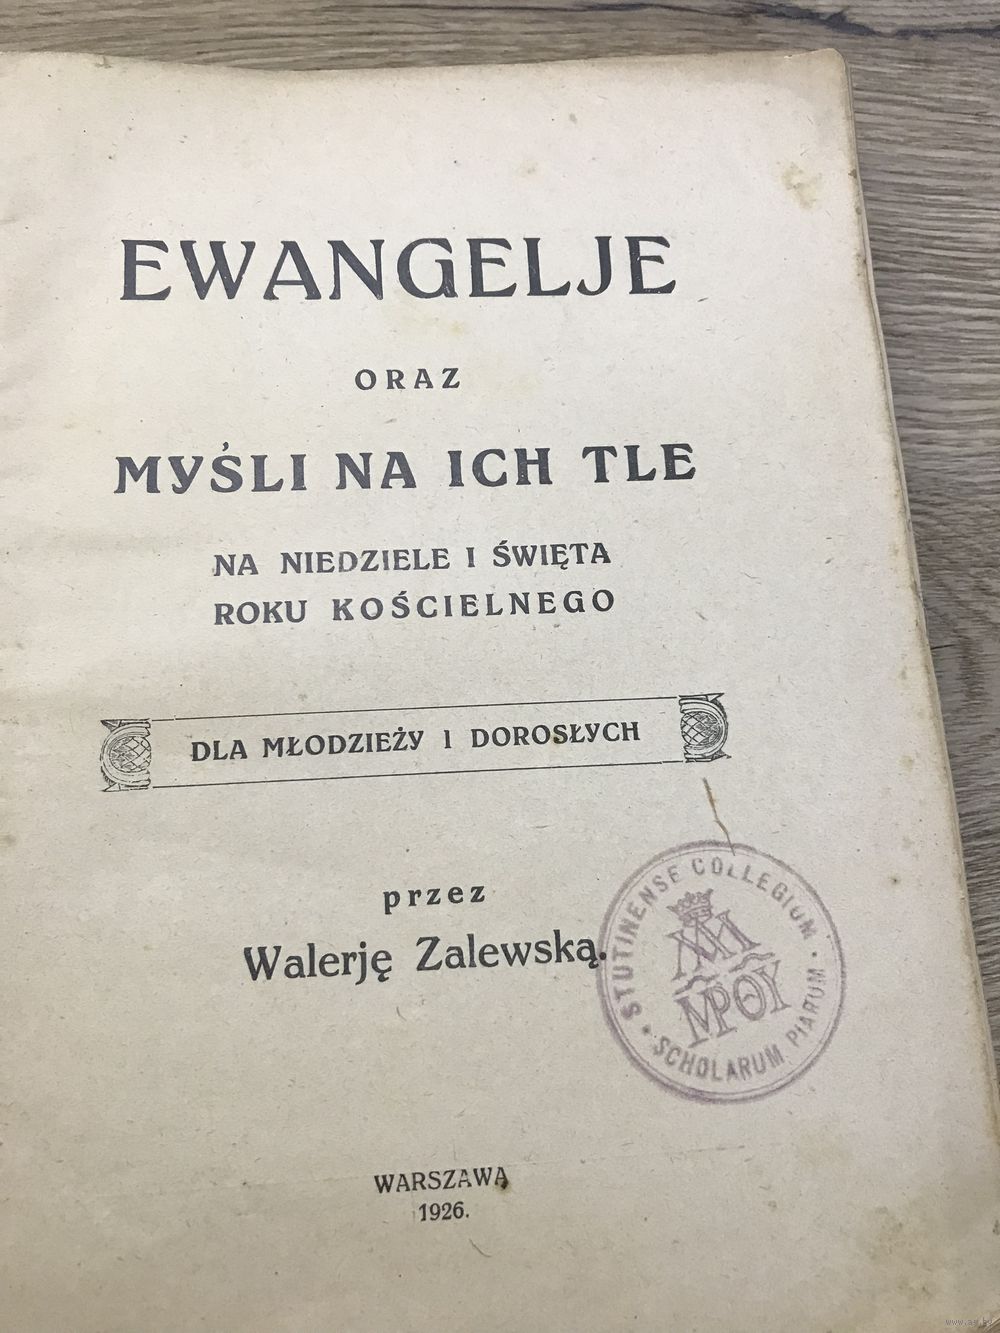 EWANGELJE
ORAZ
MYŚLI NA ICH TLE
NA NIEDZIELE I ŚWIĘTA
ROKU KOŚCIELNEGO
DLA MŁODZIEŻY I DOROSŁYCH
przez
Walerję Zalewską.
STUTINENSE COLLEGIUM
SCHOLARUM PIARUM
WARSZAWA
1926.